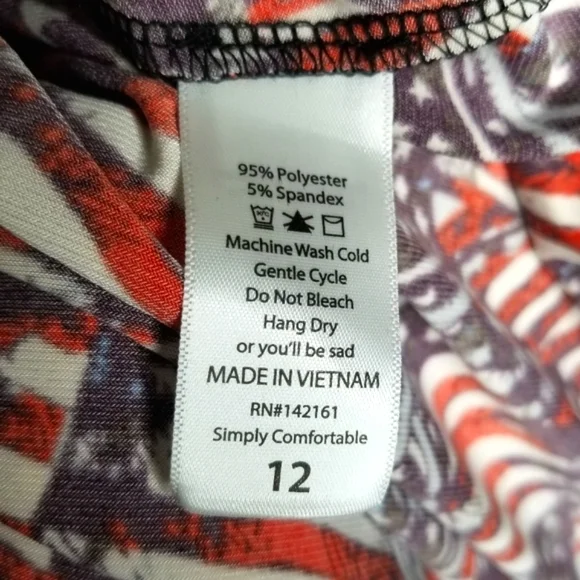 95% Polyester
5% Spandex
Machine Wash Cold
Gentle Cycle
Do Not Bleach
Hang Dry
or you'll be sad
MADE IN VIETNAM
RN#142161
Simply Comfortable
12